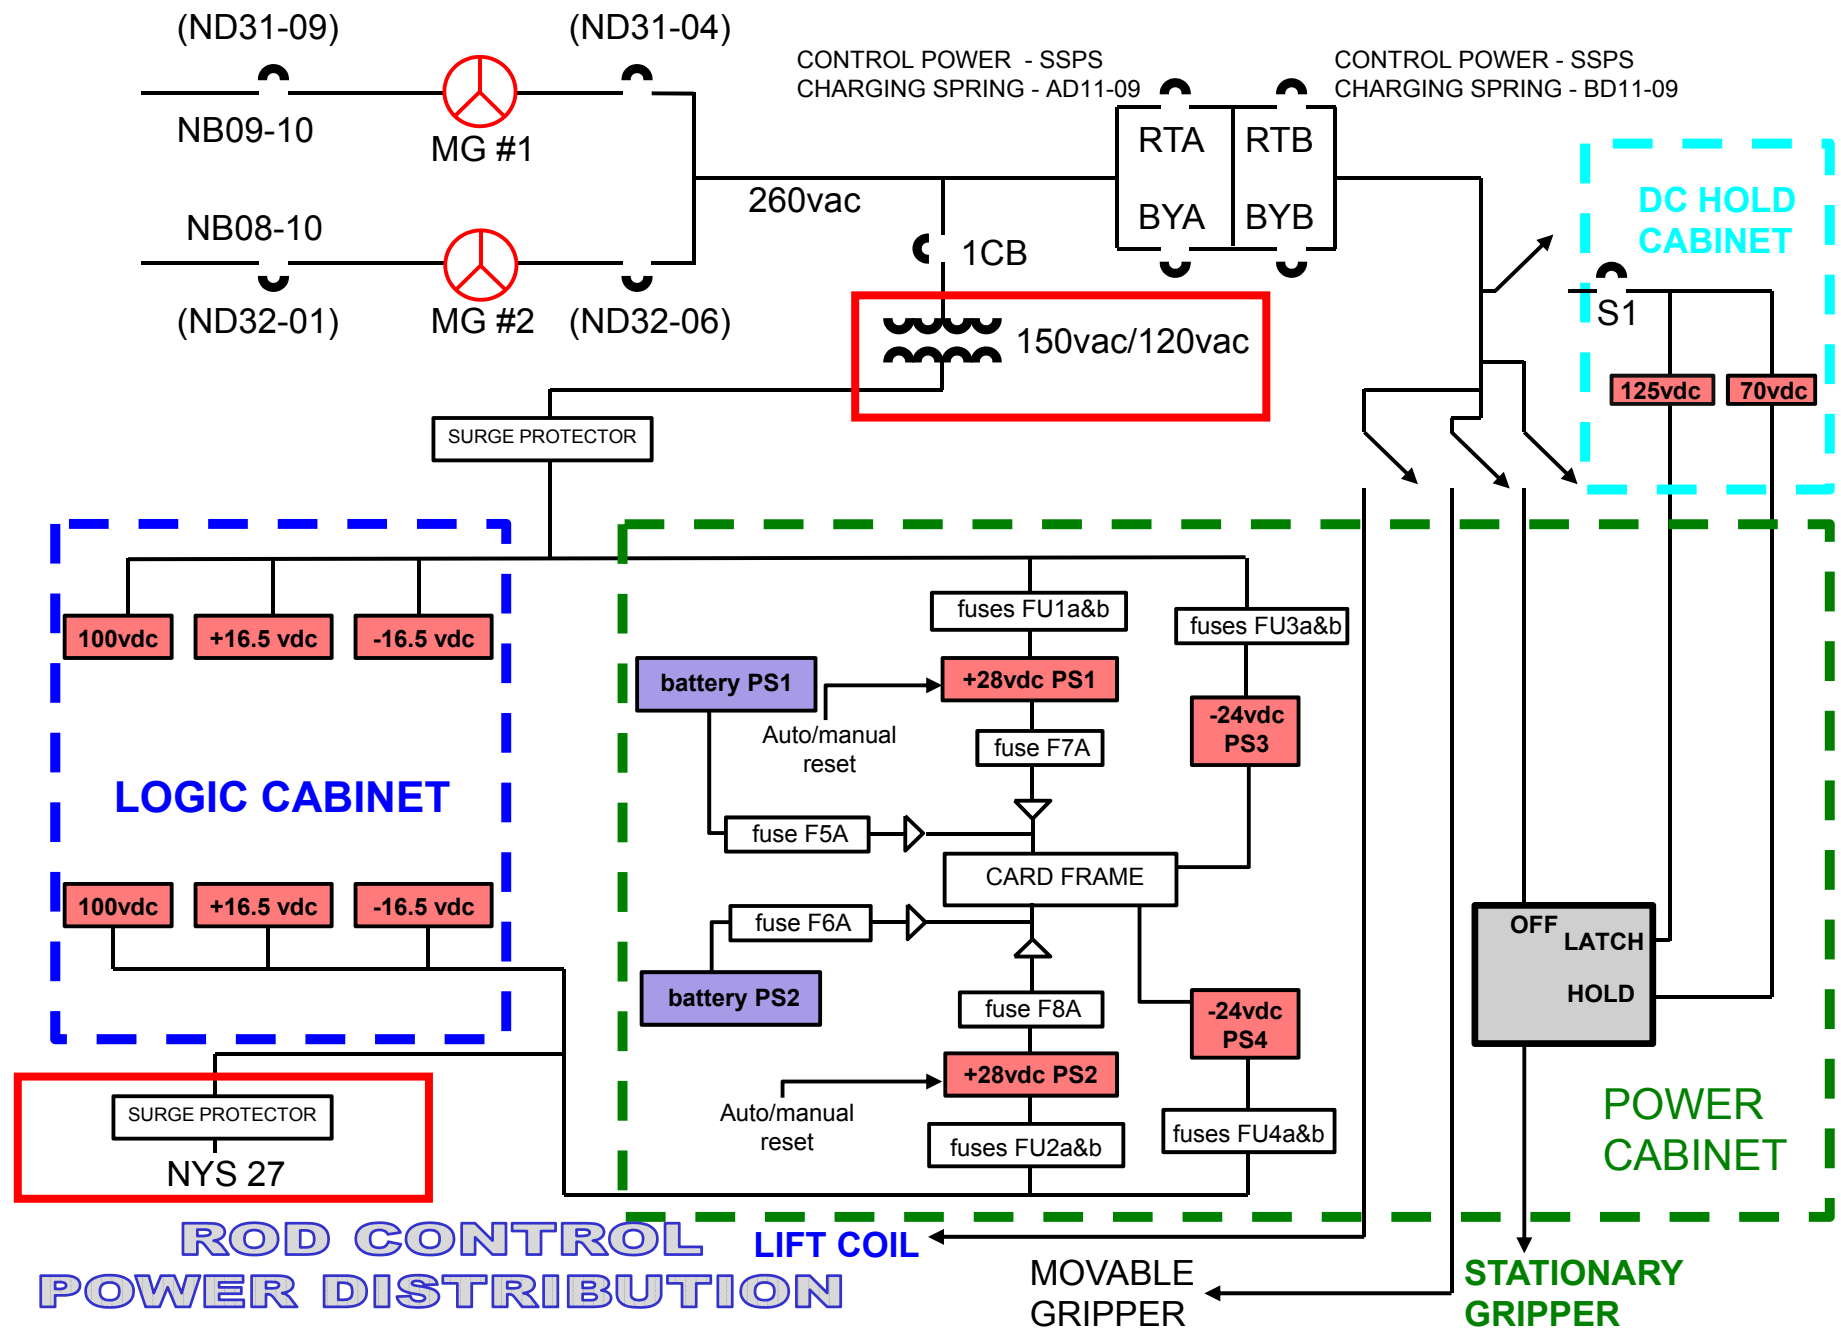 (ND31-09)
(ND31-04)
CONTROL POWER - SSPS
CHARGING SPRING - AD11-09
CONTROL POWER - SSPS
CHARGING SPRING - BD11-09
NB09-10
MG #1
RTA
RTB
260vac
NB08-10
BYA
BYB
DC HOLD
CABINET
1CB
(ND32-01)
MG #2
(ND32-06)
S1
150vac/120vac
125vdc
70vdc
SURGE PROTECTOR
100vdc
+16.5 vdc
-16.5 vdc
fuses FU1a&b
fuses FU3a&b
battery PS1
+28vdc PS1
-24vdc
PS3
Auto/manual
reset
fuse F7A
LOGIC CABINET
fuse F5A
CARD FRAME
100vdc
+16.5 vdc
-16.5 vdc
fuse F6A
OFF
LATCH
HOLD
battery PS2
fuse F8A
-24vdc
PS4
+28vdc PS2
Auto/manual
reset
SURGE PROTECTOR
fuses FU2a&b
fuses FU4a&b
POWER
CABINET
NYS 27
ROD CONTROL
POWER DISTRIBUTION
LIFT COIL
MOVABLE
GRIPPER
STATIONARY
GRIPPER